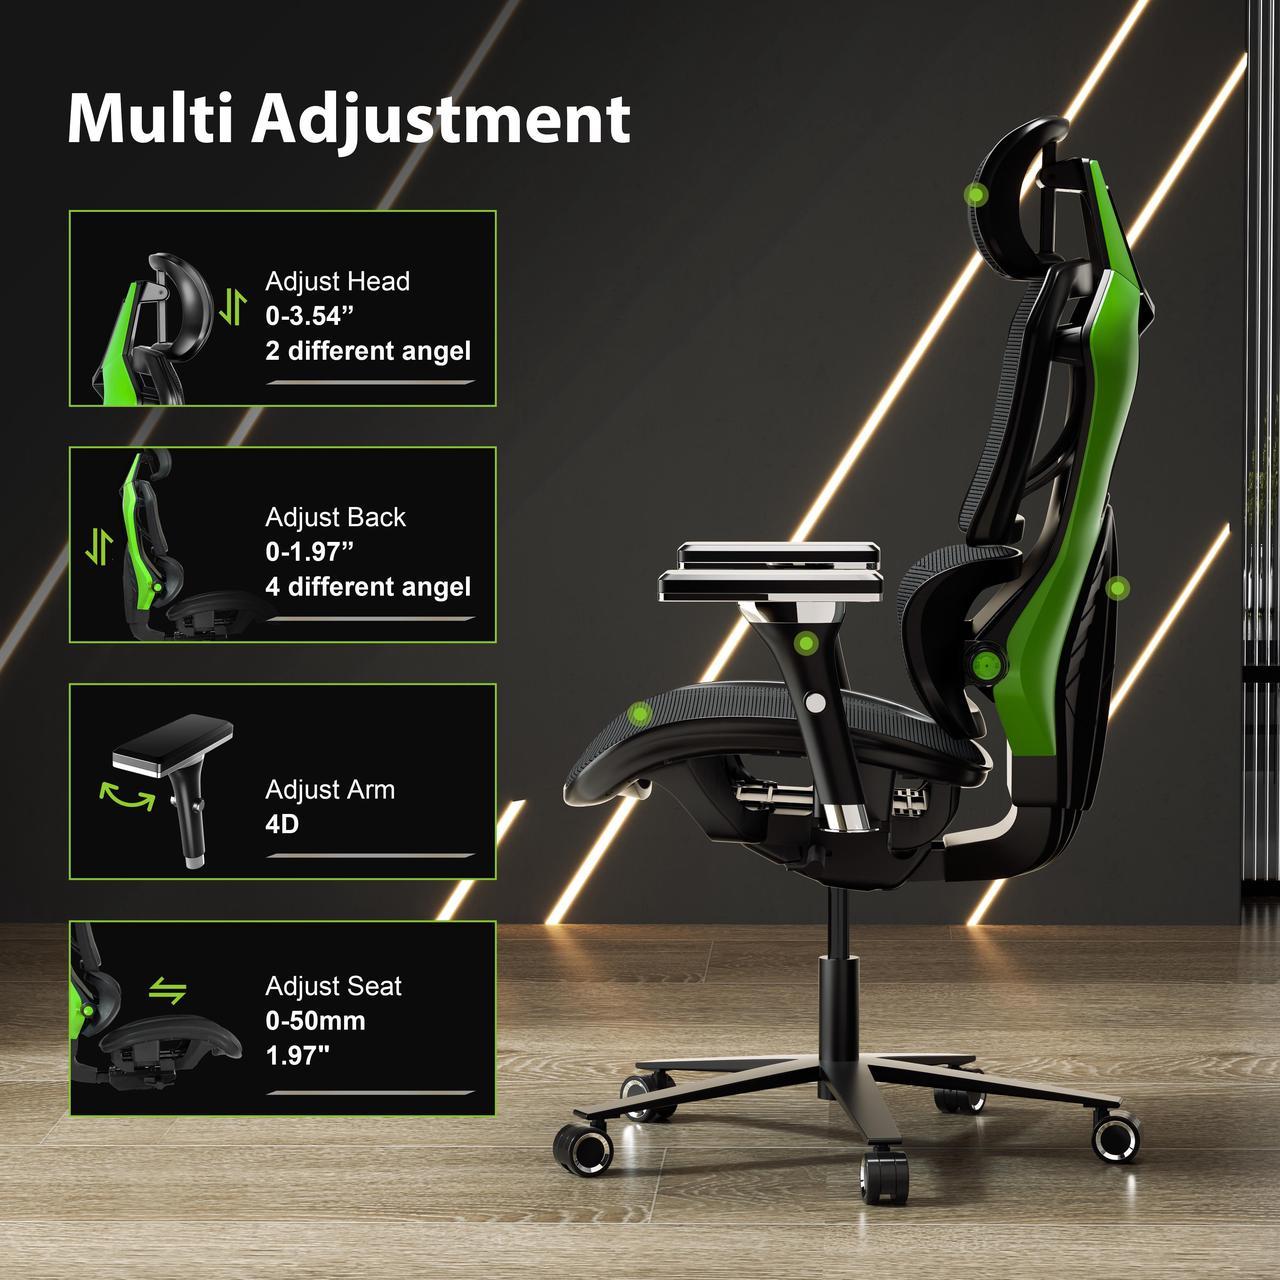 Multi Adjustment
Adjust Head
0-3.54”
2 different angel
Adjust Back
0-1.97”
4 different angel
Adjust Arm
4D
Adjust Seat
0-50mm
1.97"